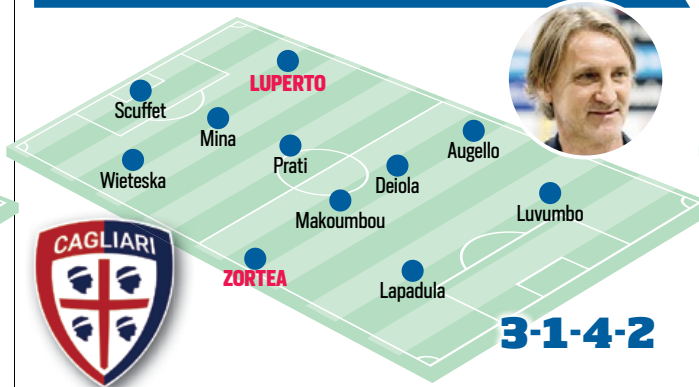 LUPERTO
Scuffet
Mina
Augello
Prati
Wieteska
Deiola
Makoumbou
Luvumbo
CAGLIARI
ZORTEA
Lapadula
3-1-4-2